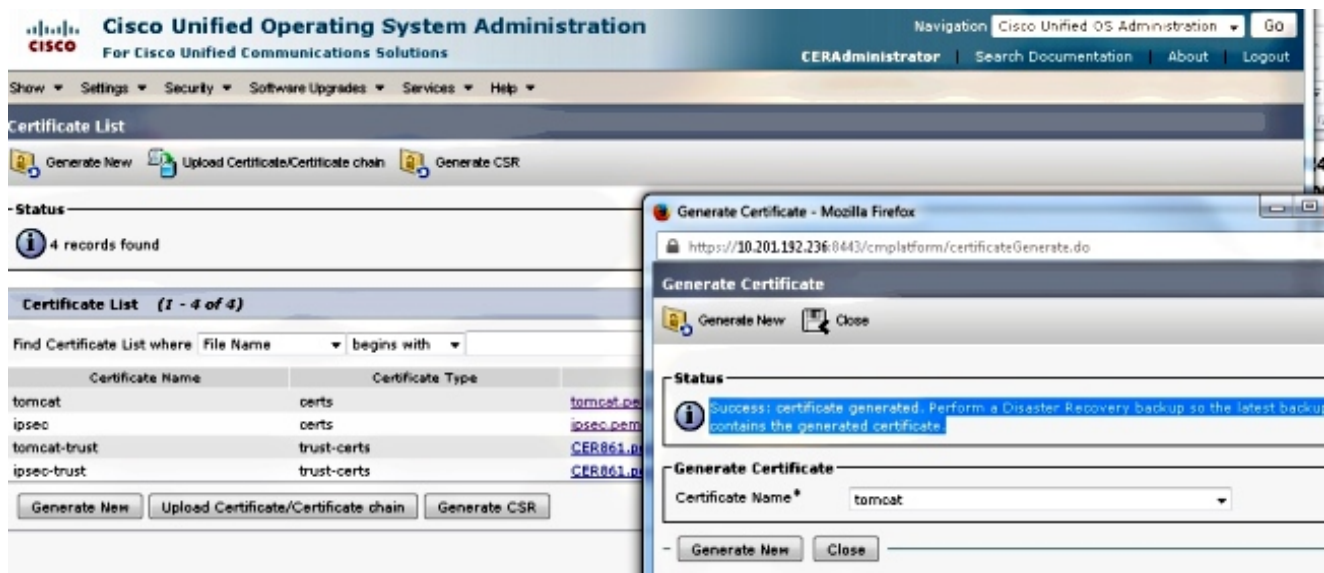 CISCO
Cisco Unified Operating System Administration
For Cisco Unified Communications Solutions
Navigation Cisco Unified OS Administration Go
CERAdministrator Search Documentation About Logout
Show Settings Security Software Upgrades Services Help
Certificate List
Generate New Upload Certificate/Certificate chain Generate CSR
Status
4 records found
Certificate List (1 - 4 of 4)
Find Certificate List where File Name begins with
Certificate Name Certificate Type
tomcat certs tomcat.pe
ipsec certs ipsec.pem
tomcat-trust trust-certs CER861.p
ipsec-trust trust-certs CER861.p
Generate New Upload Certificate/Certificate chain Generate CSR
Generate Certificate - Mozilla Firefox
https://10.201.192.236:8443/cmplatform/certificateGenerate.do
Generate Certificate
Generate New Close
Status
Success: certificate generated. Perform a Disaster Recovery backup so the latest backup
contains the generated certificate.
Generate Certificate
Certificate Name* tomcat
Generate New Close